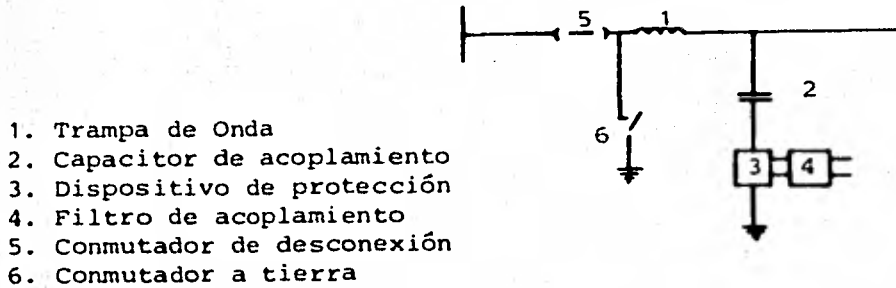 5
1
2
6
3
4
1. Trampa de Onda
2. Capacitor de acoplamiento
3. Dispositivo de protección
4. Filtro de acoplamiento
5. Conmutador de desconexión
6. Conmutador a tierra